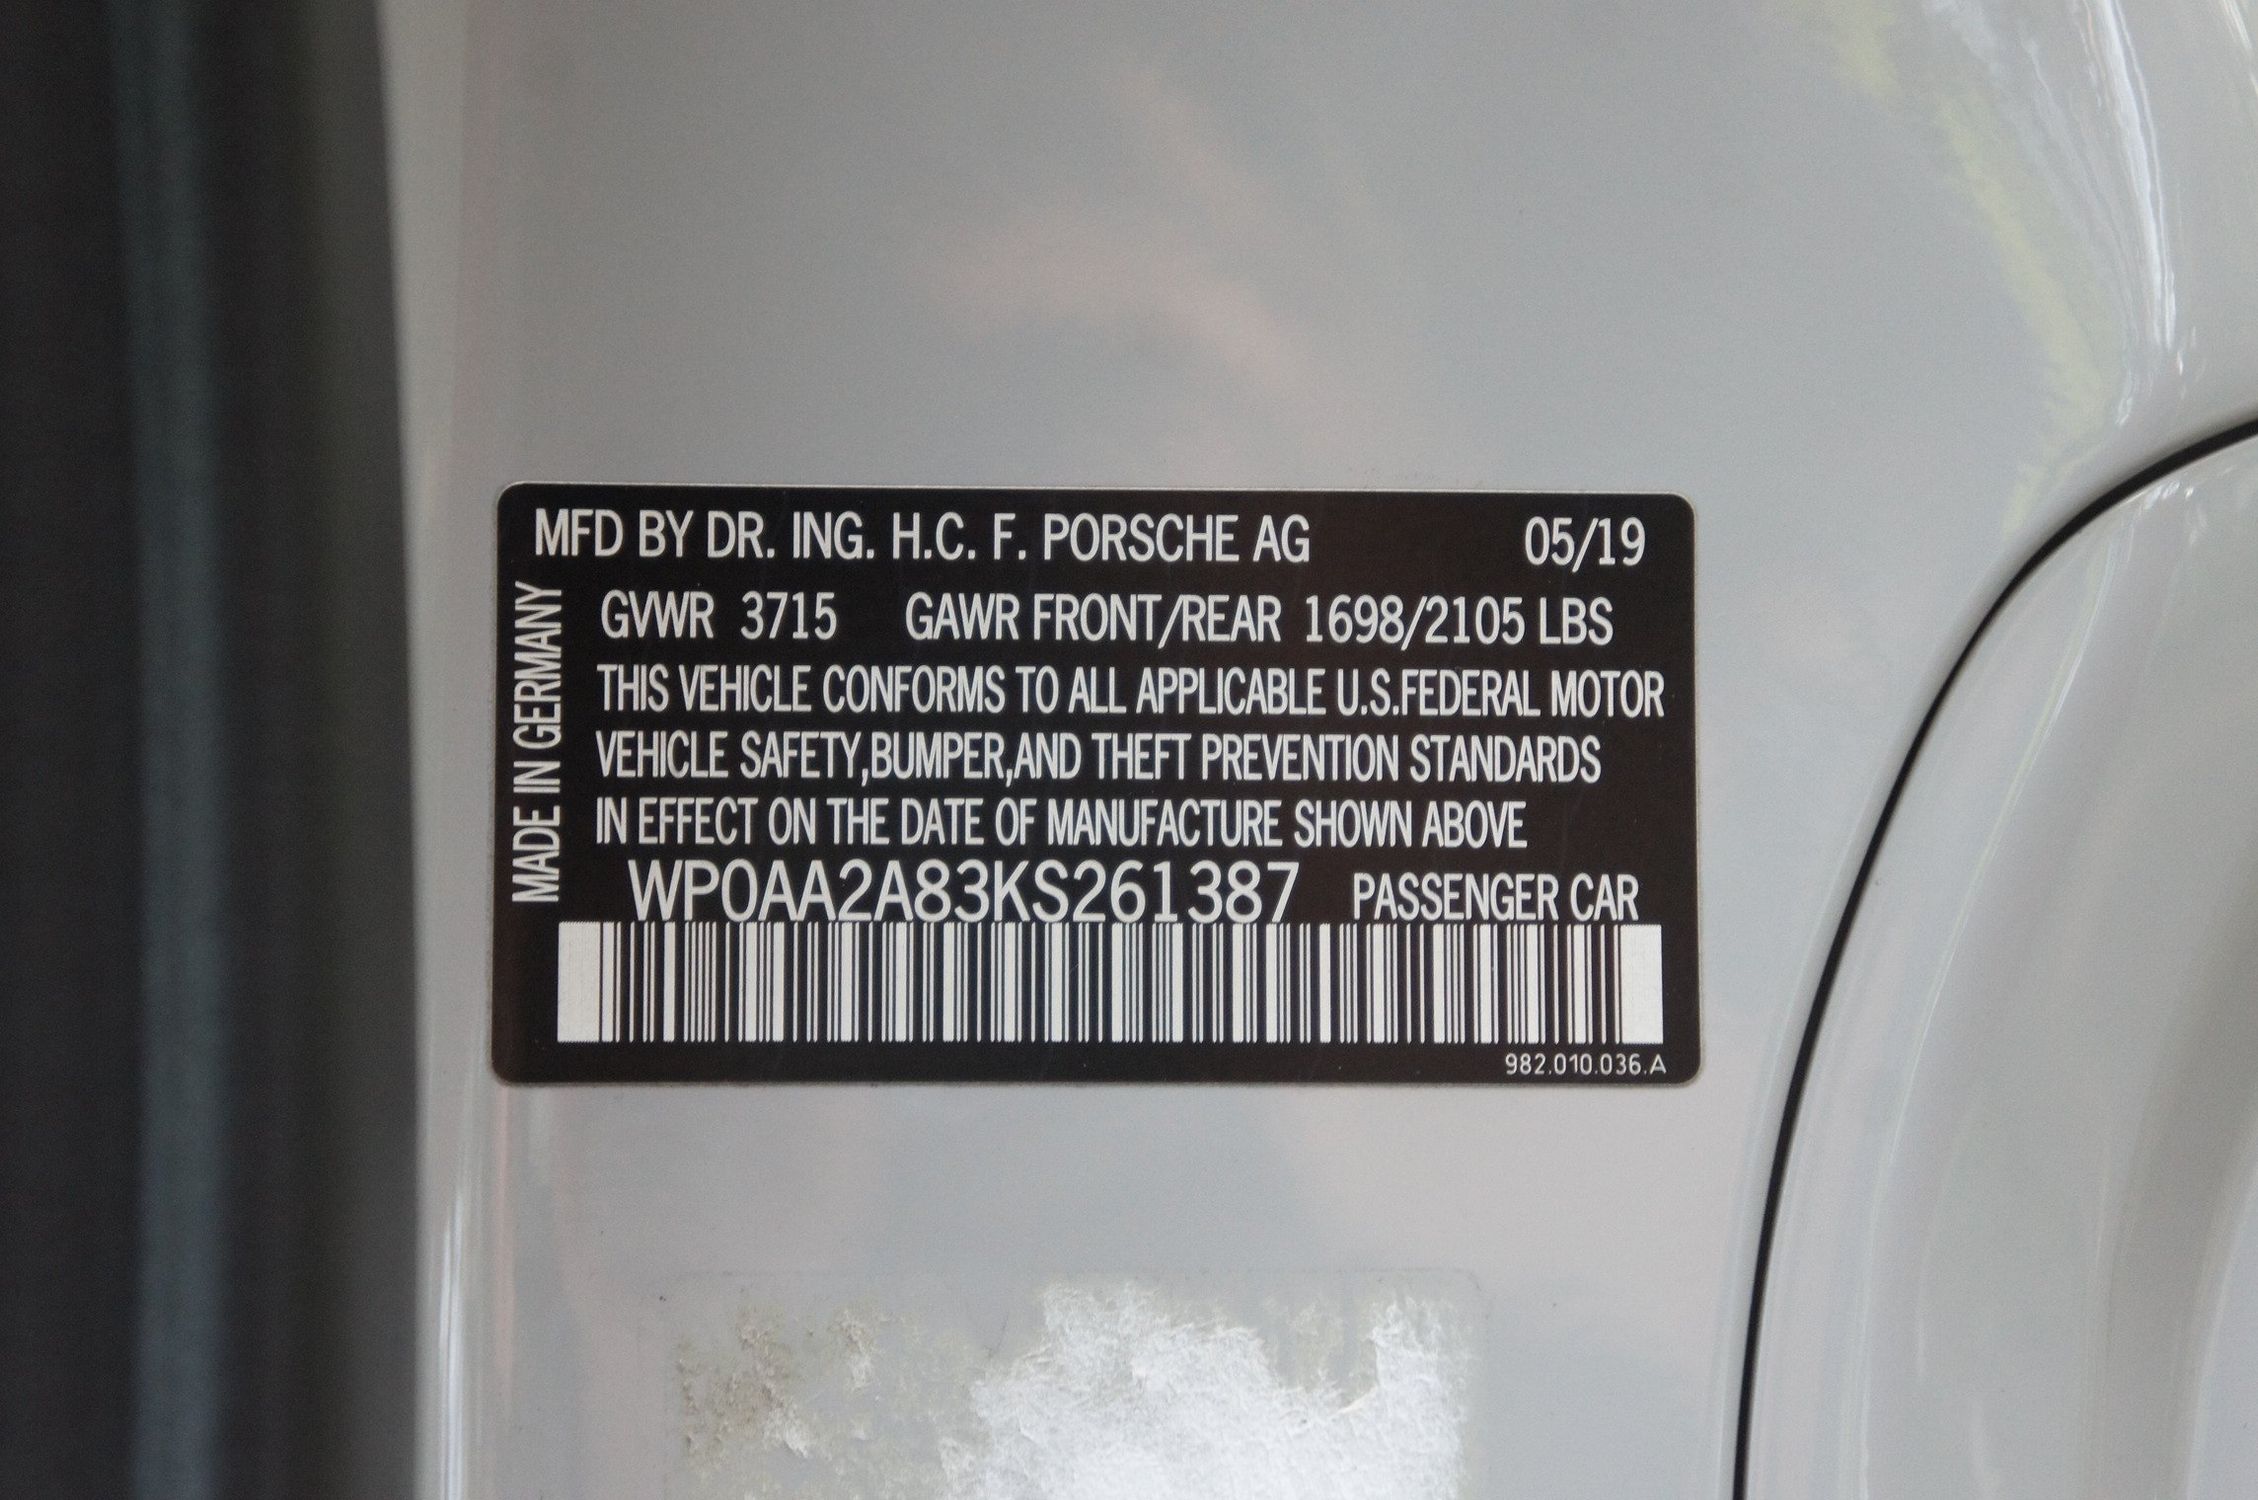 MFD BY DR. ING. H.C. F. PORSCHE AG 05/19
MADE IN GERMANY
GVWR 3715 GAWR FRONT/REAR 1698/2105 LBS
THIS VEHICLE CONFORMS TO ALL APPLICABLE U.S.FEDERAL MOTOR
VEHICLE SAFETY,BUMPER,AND THEFT PREVENTION STANDARDS
IN EFFECT ON THE DATE OF MANUFACTURE SHOWN ABOVE
WP0AA2A83KS261387 PASSENGER CAR
982.010.036.A